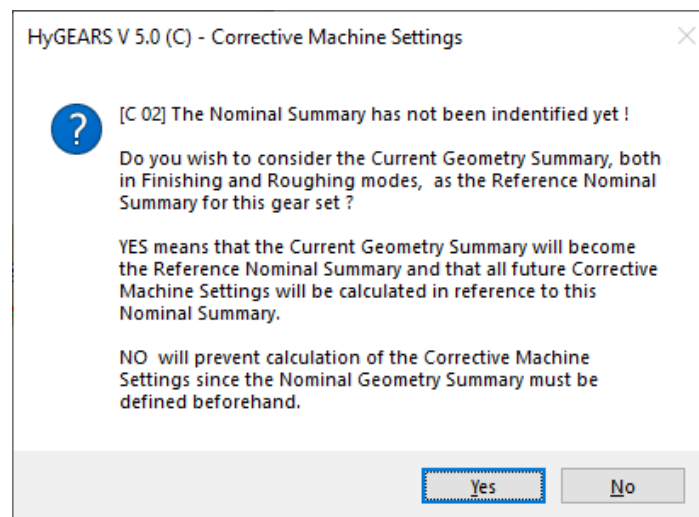 HyGEARS V 5.0 (C) - Corrective Machine Settings
[C 02] The Nominal Summary has not been indentified yet !
Do you wish to consider the Current Geometry Summary, both
in Finishing and Roughing modes,  as the Reference Nominal
Summary for this gear set ?
YES means that the Current Geometry Summary will become
the Reference Nominal Summary and that all future Corrective
Machine Settings will be calculated in reference to this
Nominal Summary.
NO  will prevent calculation of the Corrective Machine
Settings since the Nominal Geometry Summary must be
defined beforehand.
Yes
No